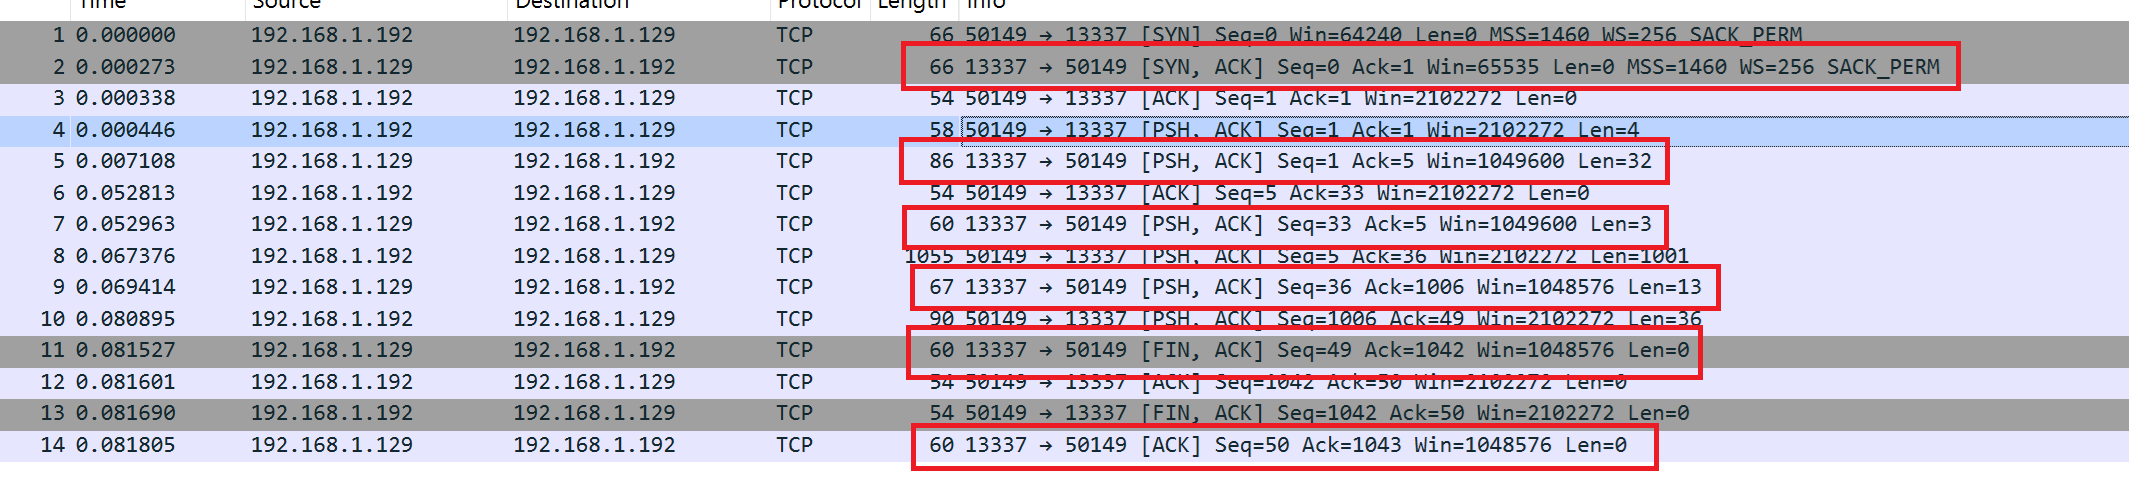 Time Source Destination Protocol Length Info
1 0.000000 192.168.1.192 192.168.1.129 TCP 66 50149 → 13337 [SYN] Seq=0 Win=64240 Len=0 MSS=1460 WS=256 SACK_PERM
2 0.000273 192.168.1.129 192.168.1.192 TCP 66 13337 → 50149 [SYN, ACK] Seq=0 Ack=1 Win=65535 Len=0 MSS=1460 WS=256 SACK_PERM
3 0.000338 192.168.1.192 192.168.1.129 TCP 54 50149 → 13337 [ACK] Seq=1 Ack=1 Win=2102272 Len=0
4 0.000446 192.168.1.192 192.168.1.129 TCP 58 50149 → 13337 [PSH, ACK] Seq=1 Ack=1 Win=2102272 Len=4
5 0.007108 192.168.1.129 192.168.1.192 TCP 86 13337 → 50149 [PSH, ACK] Seq=1 Ack=5 Win=1049600 Len=32
6 0.052813 192.168.1.192 192.168.1.129 TCP 54 50149 → 13337 [ACK] Seq=5 Ack=33 Win=2102272 Len=0
7 0.052963 192.168.1.129 192.168.1.192 TCP 60 13337 → 50149 [PSH, ACK] Seq=33 Ack=5 Win=1049600 Len=3
8 0.067376 192.168.1.192 192.168.1.129 TCP 1055 50149 → 13337 [PSH, ACK] Seq=5 Ack=36 Win=2102272 Len=1001
9 0.069414 192.168.1.129 192.168.1.192 TCP 67 13337 → 50149 [PSH, ACK] Seq=36 Ack=1006 Win=1048576 Len=13
10 0.080895 192.168.1.192 192.168.1.129 TCP 90 50149 → 13337 [PSH, ACK] Seq=1006 Ack=49 Win=2102272 Len=36
11 0.081527 192.168.1.129 192.168.1.192 TCP 60 13337 → 50149 [FIN, ACK] Seq=49 Ack=1042 Win=1048576 Len=0
12 0.081601 192.168.1.192 192.168.1.129 TCP 54 50149 → 13337 [ACK] Seq=1042 Ack=50 Win=2102272 Len=0
13 0.081690 192.168.1.192 192.168.1.129 TCP 54 50149 → 13337 [FIN, ACK] Seq=1042 Ack=50 Win=2102272 Len=0
14 0.081805 192.168.1.129 192.168.1.192 TCP 60 13337 → 50149 [ACK] Seq=50 Ack=1043 Win=1048576 Len=0